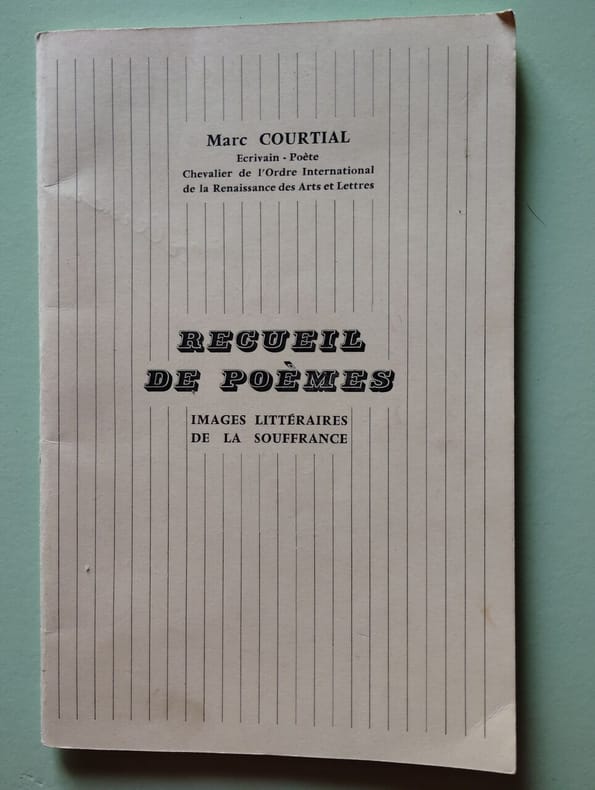 Marc COURTIAL
Ecrivain - Poète
Chevalier de l'Ordre International
de la Renaissance des Arts et Lettres
RECUEIL
DE POÈMES
IMAGES LITTÉRAIRES
DE LA SOUFFRANCE